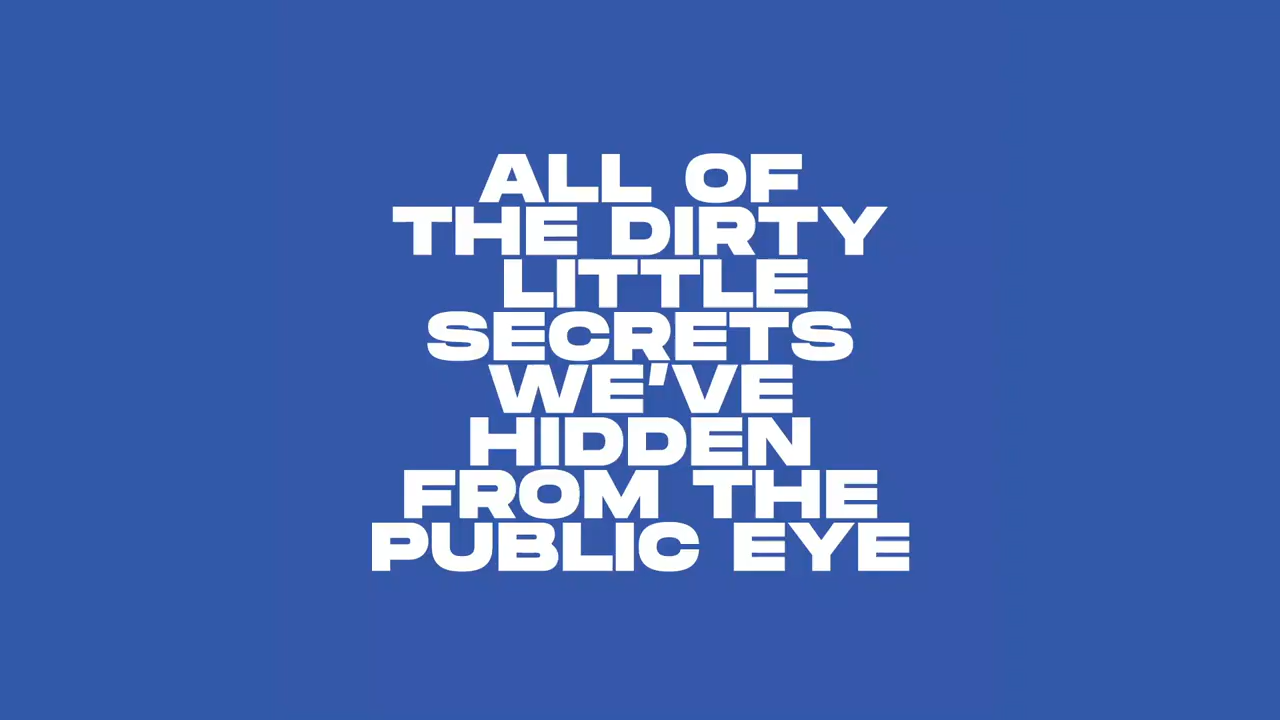 ALL OF
THE DIRTY
LITTLE
SECRETS
WE'VE
HIDDEN
FROM THE
PUBLIC EYE